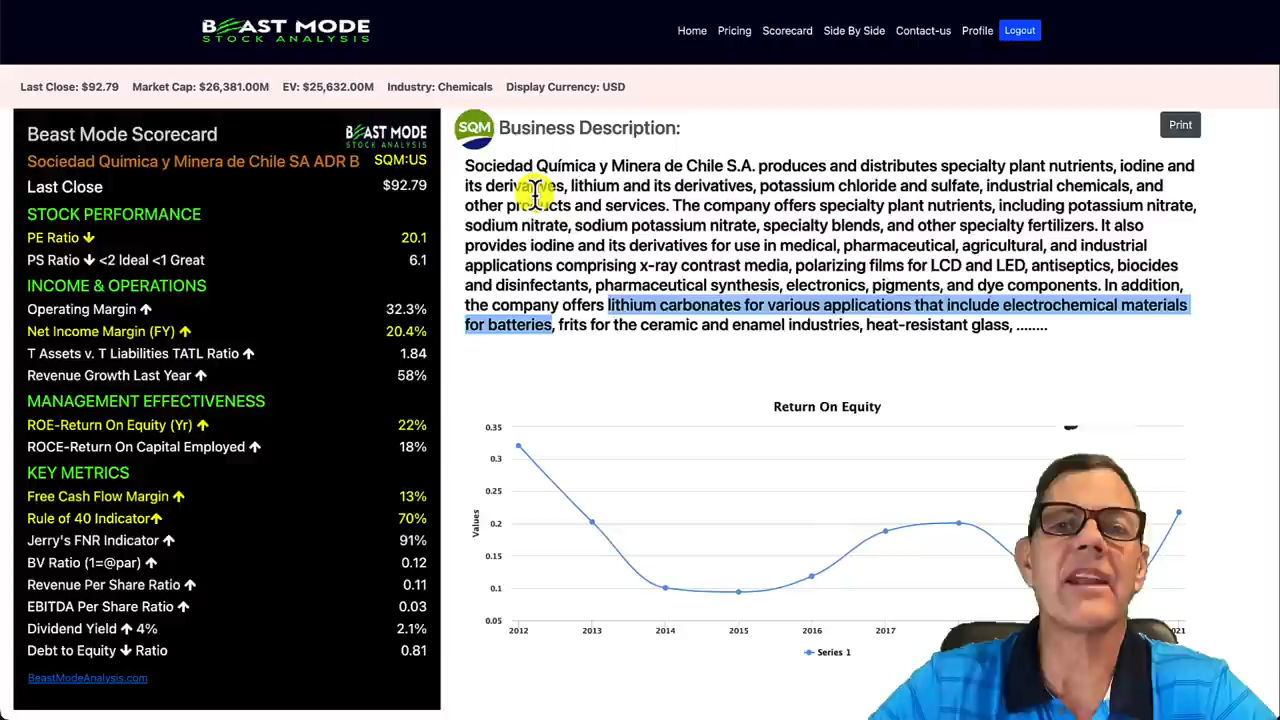 BEAST MODE
STOCK ANALYSIS
Home Pricing Scorecard Side By Side Contact-us Profile Logout
Last Close: $92.79 Market Cap: $26,381.00M EV: $25,632.00M Industry: Chemicals Display Currency: USD
Beast Mode Scorecard
BEAST MODE
STOCK ANALYSIS
Sociedad Quimica y Minera de Chile SA ADR B SQM:US
Last Close $92.79
STOCK PERFORMANCE
PE Ratio 20.1
PS Ratio <2 Ideal <1 Great 6.1
INCOME & OPERATIONS
Operating Margin 32.3%
Net Income Margin (FY) 20.4%
T Assets v. T Liabilities TATL Ratio 1.84
Revenue Growth Last Year 58%
MANAGEMENT EFFECTIVENESS
ROE-Return On Equity (Yr) 22%
ROCE-Return On Capital Employed 18%
KEY METRICS
Free Cash Flow Margin 13%
Rule of 40 Indicator 70%
Jerry's FNR Indicator 91%
BV Ratio (1=@par) 0.12
Revenue Per Share Ratio 0.11
EBITDA Per Share Ratio 0.03
Dividend Yield 4% 2.1%
Debt to Equity Ratio 0.81
BeastModeAnalysis.com
SQM Business Description:
Print
Sociedad Química y Minera de Chile S.A. produces and distributes specialty plant nutrients, iodine and
its derivatives, lithium and its derivatives, potassium chloride and sulfate, industrial chemicals, and
other products and services. The company offers specialty plant nutrients, including potassium nitrate,
sodium nitrate, sodium potassium nitrate, specialty blends, and other specialty fertilizers. It also
provides iodine and its derivatives for use in medical, pharmaceutical, agricultural, and industrial
applications comprising x-ray contrast media, polarizing films for LCD and LED, antiseptics, biocides
and disinfectants, pharmaceutical synthesis, electronics, pigments, and dye components. In addition,
the company offers lithium carbonates for various applications that include electrochemical materials
for batteries, frits for the ceramic and enamel industries, heat-resistant glass, ........
Return On Equity
0.35
0.3
0.25
0.2
0.15
0.1
0.05
Values
2012 2013 2014 2015 2016 2017
Series 1